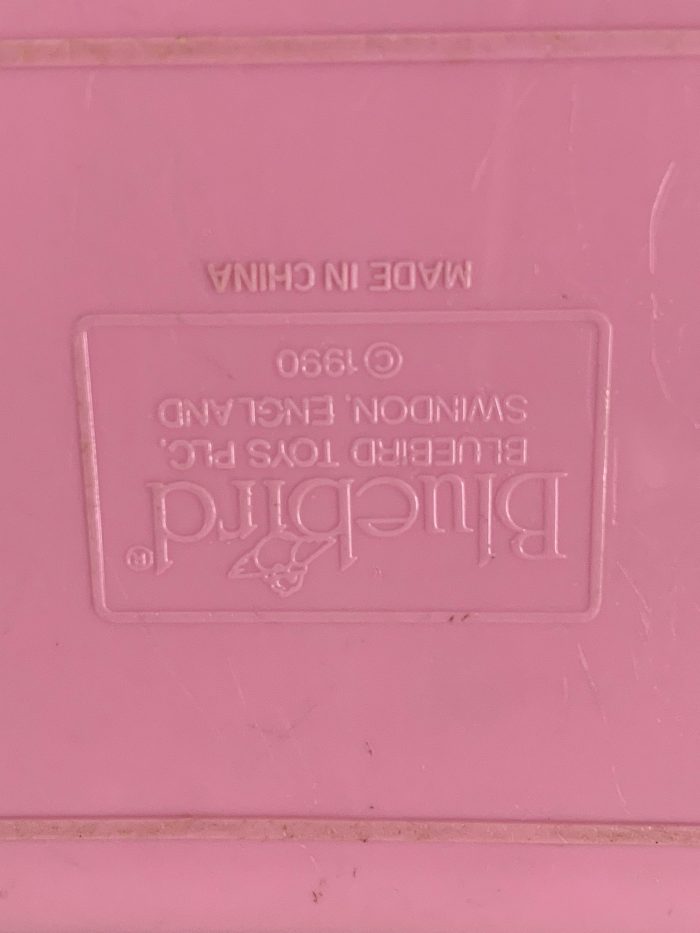 Bluebird®
BLUEBIRD TOYS PLC,
SWINDON, ENGLAND
©1990
MADE IN CHINA